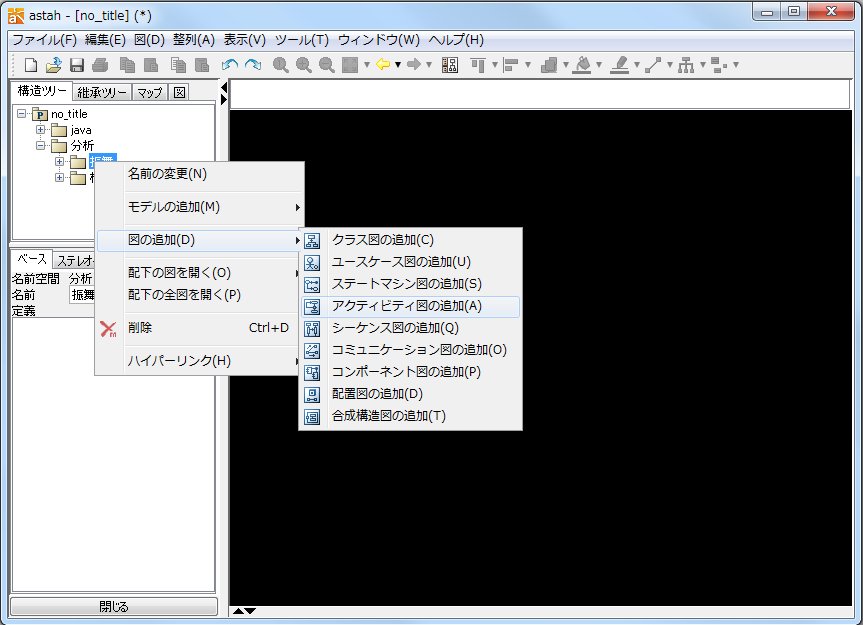 astah - [no_title] (*)
ファイル(F) 編集(E) 図(D) 整列(A) 表示(V) ツール(T) ウィンドウ(W) ヘルプ(H)
構造ツリー 継承ツリー マップ 図
no_title
java
分析
振舞
名前の変更(N)
モデルの追加(M)
図の追加(D)
配下の図を開く(O)
配下の全図を開く(P)
削除 Ctrl+D
ハイパーリンク(H)
クラス図の追加(C)
ユースケース図の追加(U)
ステートマシン図の追加(S)
アクティビティ図の追加(A)
シーケンス図の追加(Q)
コミュニケーション図の追加(O)
コンポーネント図の追加(P)
配置図の追加(D)
合成構造図の追加(T)
ベース ステレオ
名前空間 分析
名前 振舞
定義
閉じる